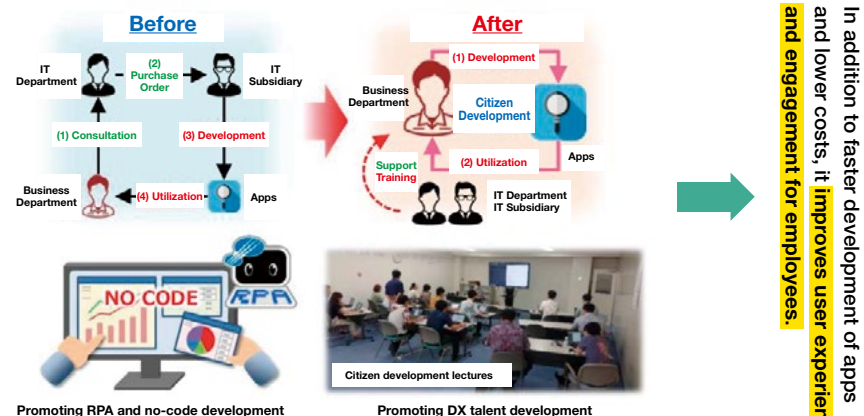 Before
IT
Department
(2)
Purchase
Order
IT
Subsidiary
(1) Consultation
(3) Development
Business
Department
(4) Utilization
Apps
After
(1) Development
Business
Department
Citizen
Development
Apps
(2) Utilization
Support
Training
IT Department
IT Subsidiary
NO CODE
RPA
Promoting RPA and no-code development
Citizen development lectures
Promoting DX talent development
In addition to faster development of apps
and lower costs, it improves user
and engagement for employees.